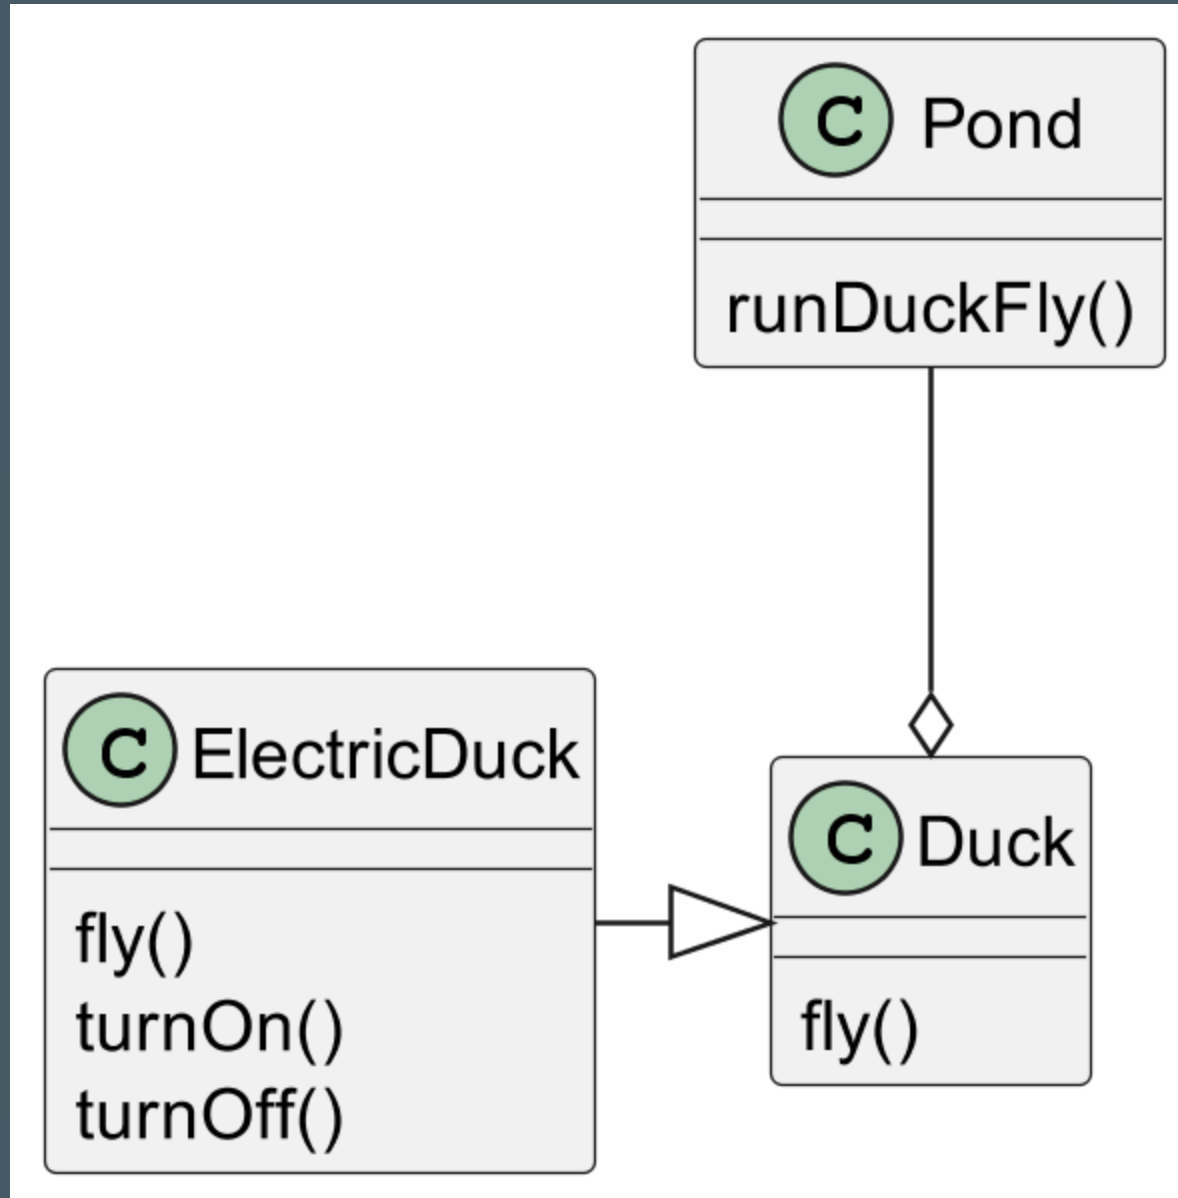 C Pond
runDuckFly()
C ElectricDuck
fly()
turnOn()
turnOff()
C Duck
fly()